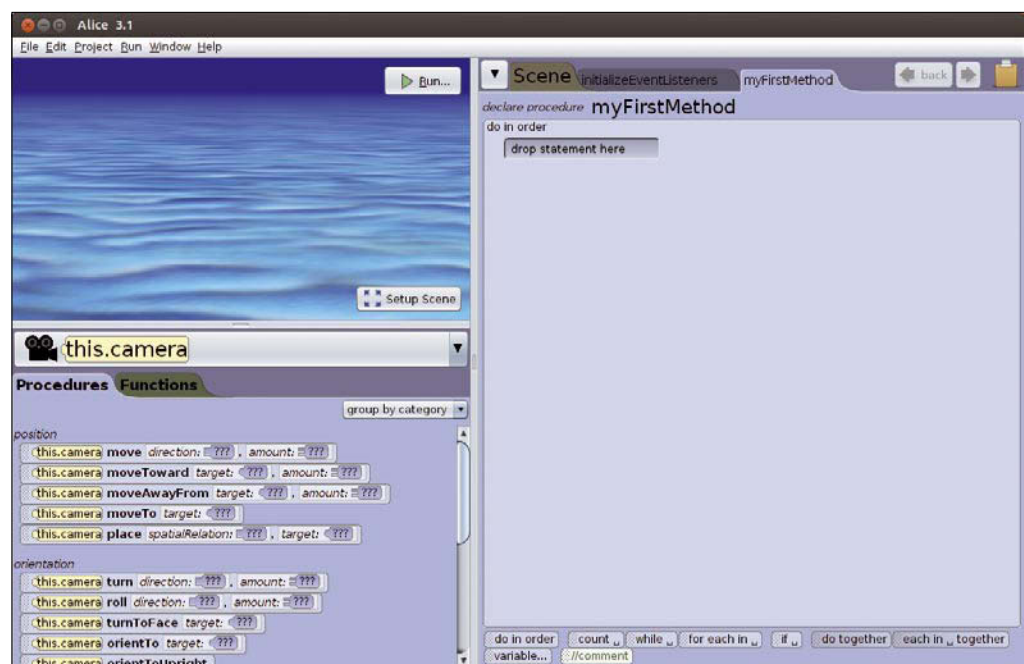 Alice 3.1
File Edit Project Run Window Help
Run...
Setup Scene
this.camera
Procedures Functions
group by category
position
this.camera move direction: ??? , amount: ???
this.camera moveToward target: ??? , amount: ???
this.camera moveAwayFrom target: ??? , amount: ???
this.camera moveTo target: ???
this.camera place spatialRelation: ??? , target: ???
orientation
this.camera turn direction: ??? , amount: ???
this.camera roll direction: ??? , amount: ???
this.camera turnToFace target: ???
this.camera orientTo target: ???
this.camera orientToUpright
Scene initializeEventListeners myFirstMethod back
declare procedure myFirstMethod
do in order
drop statement here
do in order count while for each in if do together each in together
variable... //comment